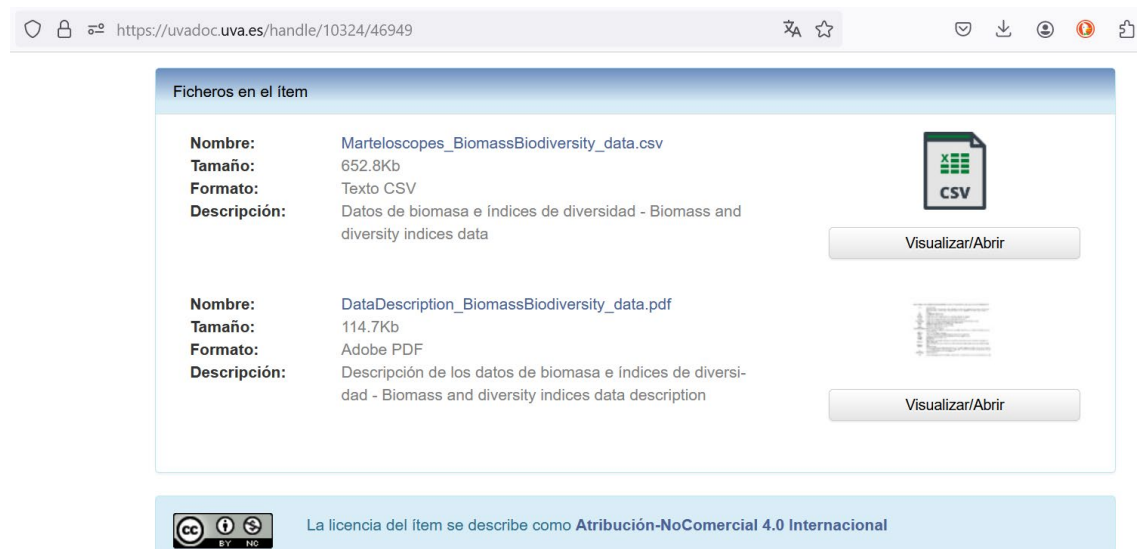 https://uvadoc.uva.es/handle/10324/46949
Ficheros en el ítem
Nombre: Marteloscopes_BiomassBiodiversity_data.csv
Tamaño: 652.8Kb
Formato: Texto CSV
Descripción: Datos de biomasa e índices de diversidad - Biomass and
diversity indices data
CSV
Visualizar/Abrir
Nombre: DataDescription_BiomassBiodiversity_data.pdf
Tamaño: 114.7Kb
Formato: Adobe PDF
Descripción: Descripción de los datos de biomasa e índices de diversi-
dad - Biomass and diversity indices data description
Visualizar/Abrir
cc
BY NC
La licencia del ítem se describe como Atribución-NoComercial 4.0 Internacional